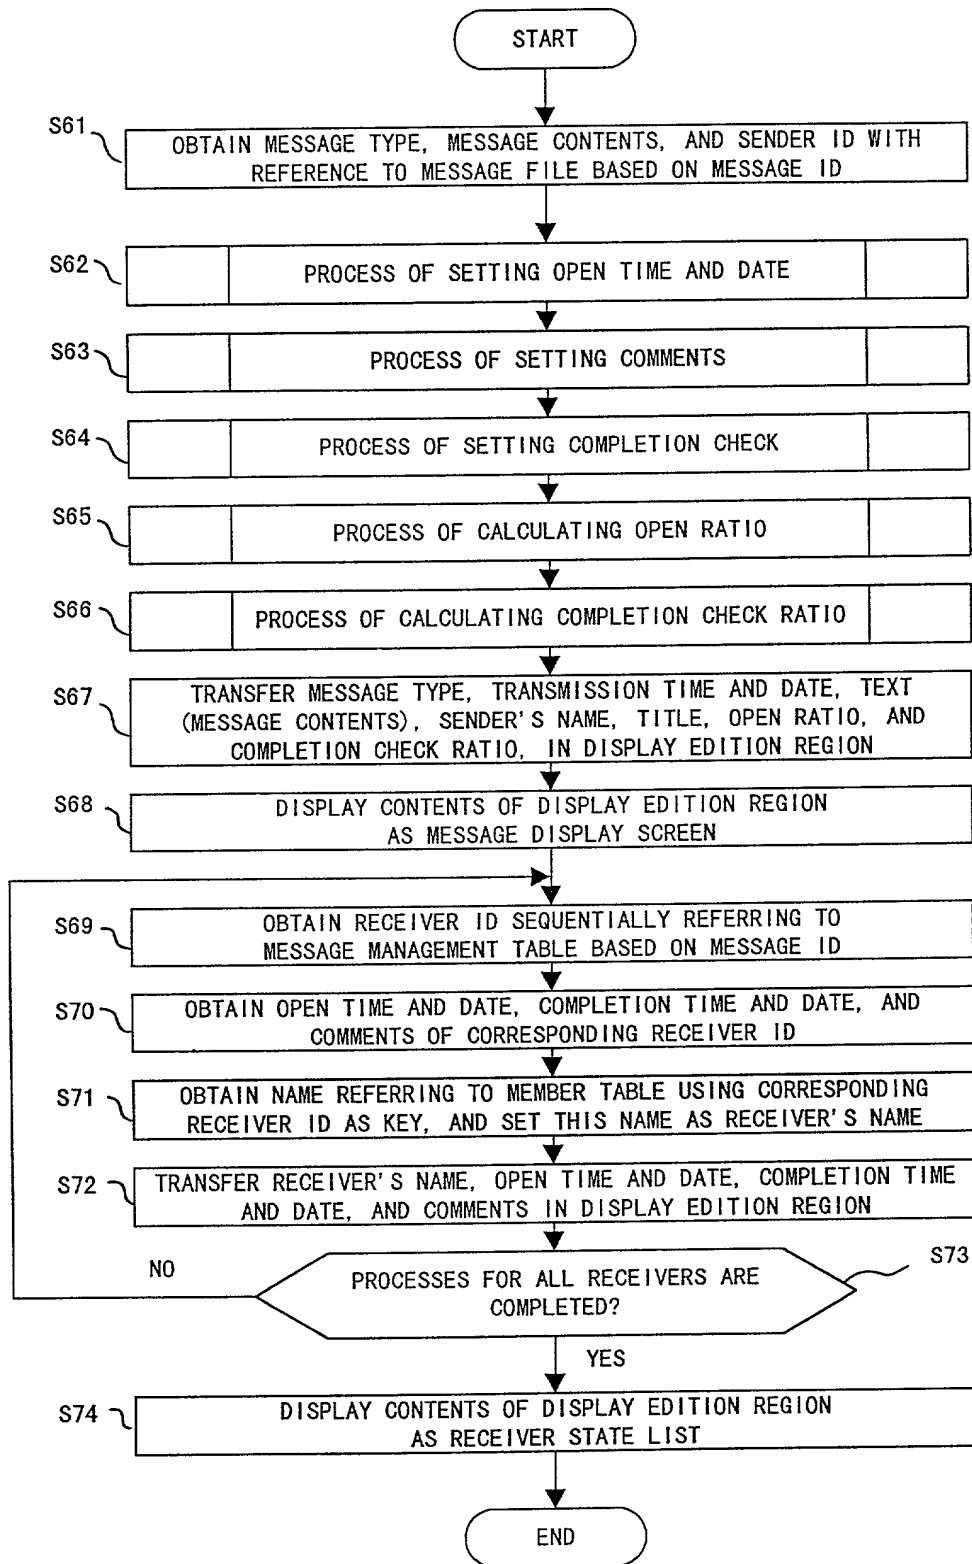 START
S61
OBTAIN MESSAGE TYPE, MESSAGE CONTENTS, AND SENDER ID WITH
REFERENCE TO MESSAGE FILE BASED ON MESSAGE ID
S62
PROCESS OF SETTING OPEN TIME AND DATE
S63
PROCESS OF SETTING COMMENTS
S64
PROCESS OF SETTING COMPLETION CHECK
S65
PROCESS OF CALCULATING OPEN RATIO
S66
PROCESS OF CALCULATING COMPLETION CHECK RATIO
S67
TRANSFER MESSAGE TYPE, TRANSMISSION TIME AND DATE, TEXT
(MESSAGE CONTENTS), SENDER'S NAME, TITLE, OPEN RATIO, AND
COMPLETION CHECK RATIO, IN DISPLAY EDITION REGION
S68
DISPLAY CONTENTS OF DISPLAY EDITION REGION
AS MESSAGE DISPLAY SCREEN
S69
OBTAIN RECEIVER ID SEQUENTIALLY REFERRING TO
MESSAGE MANAGEMENT TABLE BASED ON MESSAGE ID
S70
OBTAIN OPEN TIME AND DATE, COMPLETION TIME AND DATE, AND
COMMENTS OF CORRESPONDING RECEIVER ID
S71
OBTAIN NAME REFERRING TO MEMBER TABLE USING CORRESPONDING
RECEIVER ID AS KEY, AND SET THIS NAME AS RECEIVER'S NAME
S72
TRANSFER RECEIVER'S NAME, OPEN TIME AND DATE, COMPLETION TIME
AND DATE, AND COMMENTS IN DISPLAY EDITION REGION
NO
S73
PROCESSES FOR ALL RECEIVERS ARE
COMPLETED?
YES
S74
DISPLAY CONTENTS OF DISPLAY EDITION REGION
AS RECEIVER STATE LIST
END